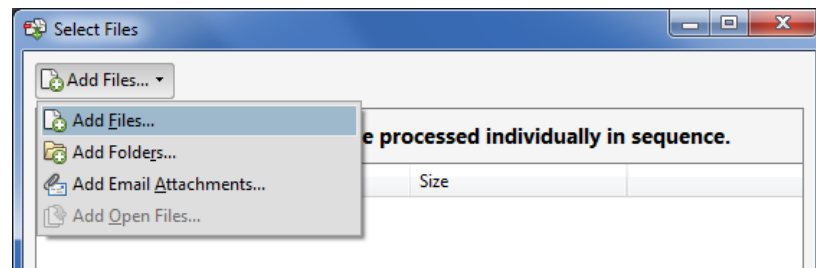 Select Files
Add Files...
Add Files...
e processed individually in sequence.
Add Folders...
Size
Add Email Attachments...
Add Open Files...